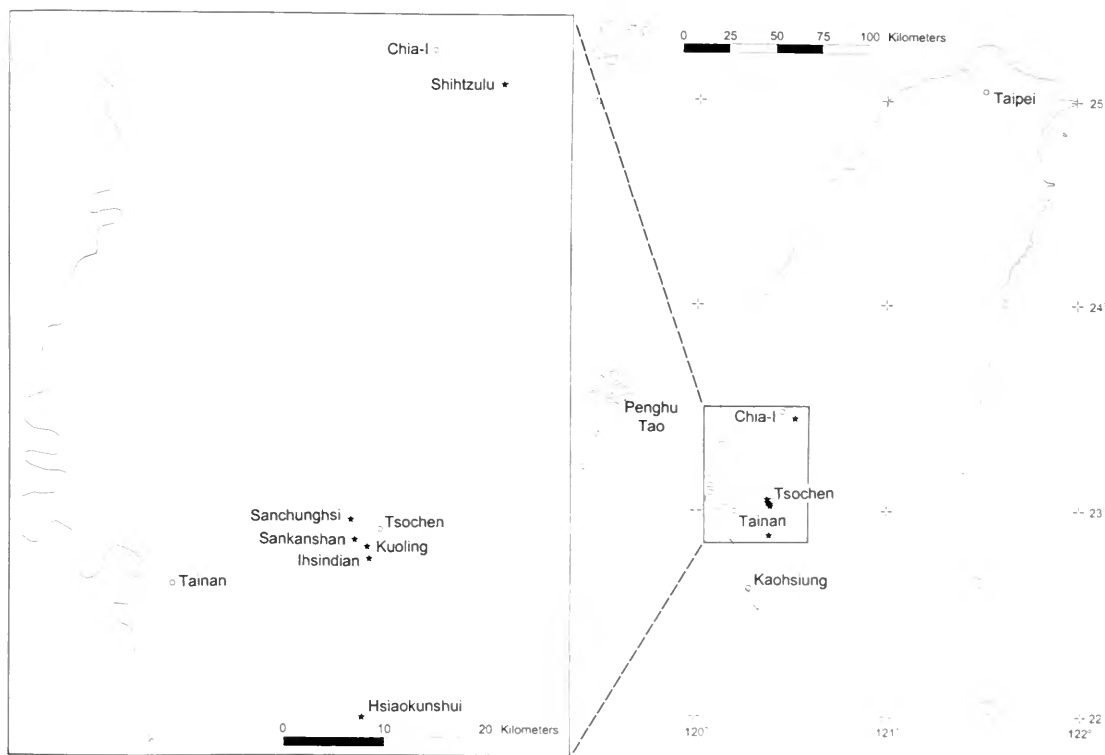 Chia-I
Shihtzulu
Sanchunghsi
Tsochen
Sankanshan
Kuoling
Ihsindian
Tainan
Hsiaokunshui
0 10 20 Kilometers
0 25 50 75 100 Kilometers
Taipei
25
24°
Penghu
Tao
Chia-I
Tsochen
23
Tainan
Kaohsiung
22
120° 121° 122°